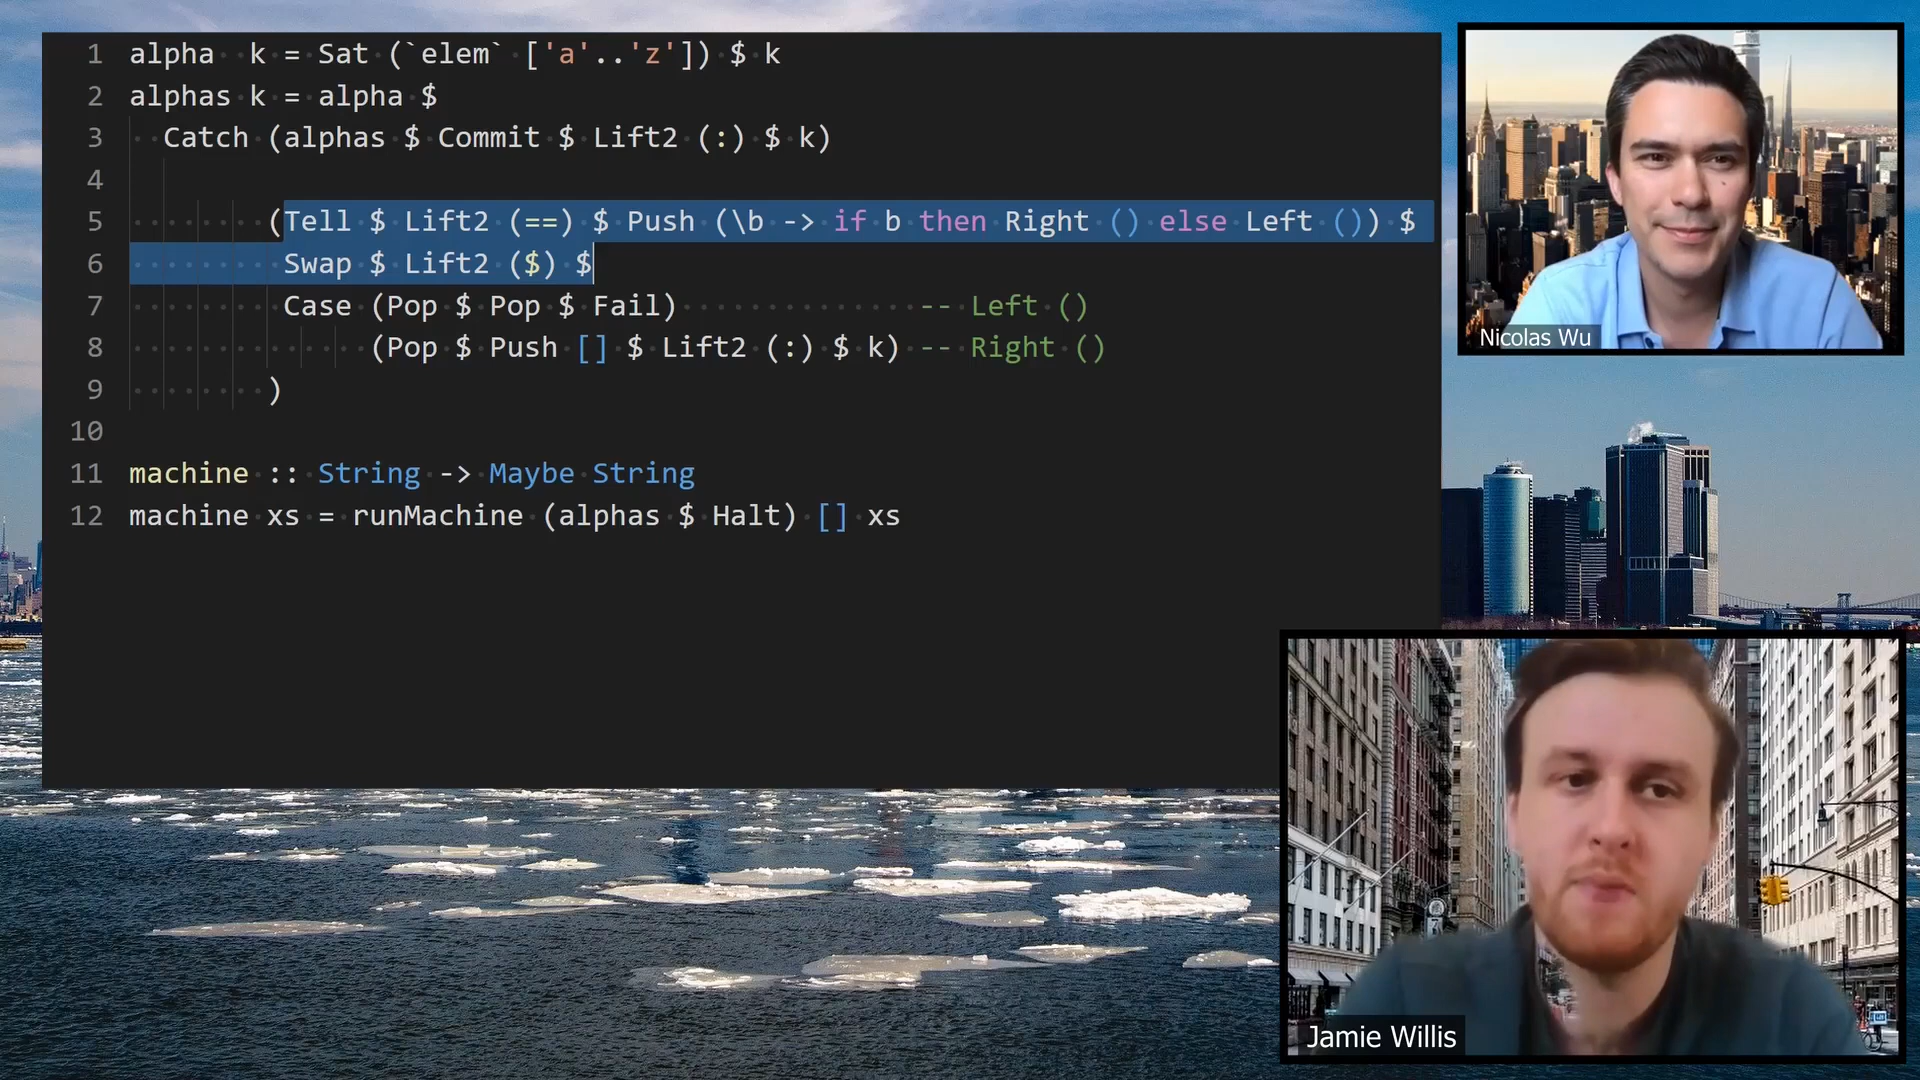 1 alpha k = Sat (`elem` ['a'..'z']) $ k
2 alphas k = alpha $
3 Catch (alphas $ Commit $ Lift2 (:) $ k)
4
5 (Tell $ Lift2 (==) $ Push (\b -> if b then Right () else Left ()) $
6 Swap $ Lift2 ($) $
7 Case (Pop $ Pop $ Fail) -- Left ()
8 (Pop $ Push [] $ Lift2 (:) $ k) -- Right ()
9 )
10
11 machine :: String -> Maybe String
12 machine xs = runMachine (alphas $ Halt) [] xs
Nicolas Wu
Jamie Willis